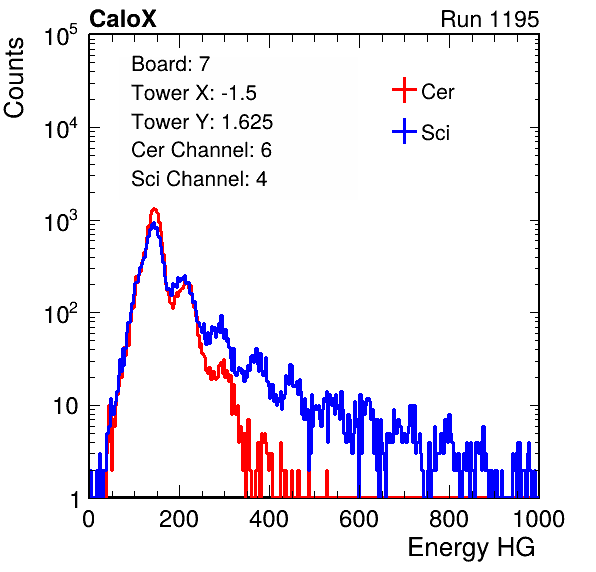 CaloX Run 1195
Counts
10^5
10^4
10^3
10^2
10
1
Board: 7
Tower X: -1.5
Tower Y: 1.625
Cer Channel: 6
Sci Channel: 4
Cer
Sci
0 200 400 600 800 1000
Energy HG